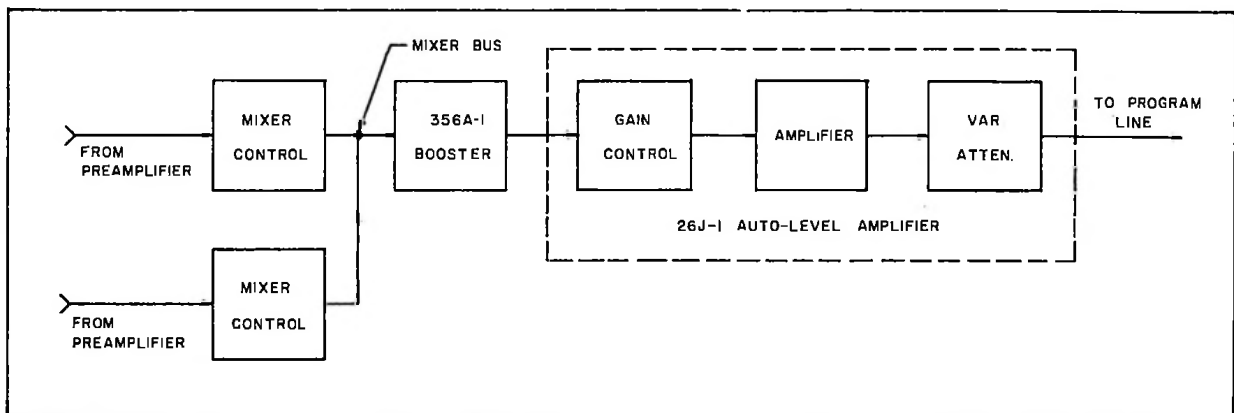 MIXER BUS
MIXER
CONTROL
356A-1
BOOSTER
GAIN
CONTROL
AMPLIFIER
VAR
ATTEN.
TO PROGRAM
LINE
FROM
PREAMPLIFIER
26J-1 AUTO-LEVEL AMPLIFIER
MIXER
CONTROL
FROM
PREAMPLIFIER